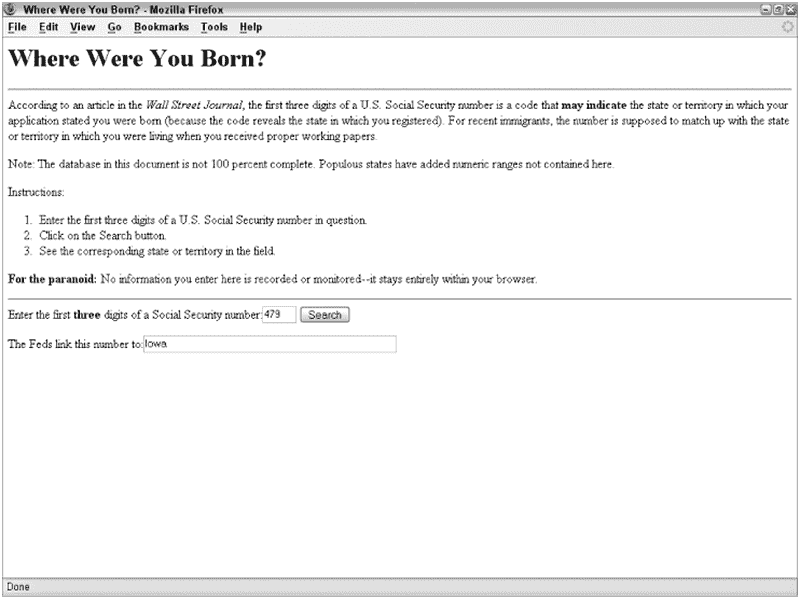 Where Were You Born? - Mozilla Firefox
File Edit View Go Bookmarks Tools Help
Where Were You Born?
According to an article in the Wall Street Journal, the first three digits of a U.S. Social Security number is a code that may indicate the state or territory in which your
application stated you were born (because the code reveals the state in which you registered). For recent immigrants, the number is supposed to match up with the state
or territory in which you were living when you received proper working papers.
Note: The database in this document is not 100 percent complete. Populous states have added numeric ranges not contained here.
Instructions:
1. Enter the first three digits of a U.S. Social Security number in question.
2. Click on the Search button.
3. See the corresponding state or territory in the field.
For the paranoid: No information you enter here is recorded or monitored--it stays entirely within your browser.
Enter the first three digits of a Social Security number: 479 Search
The Feds link this number to: Iowa
Done